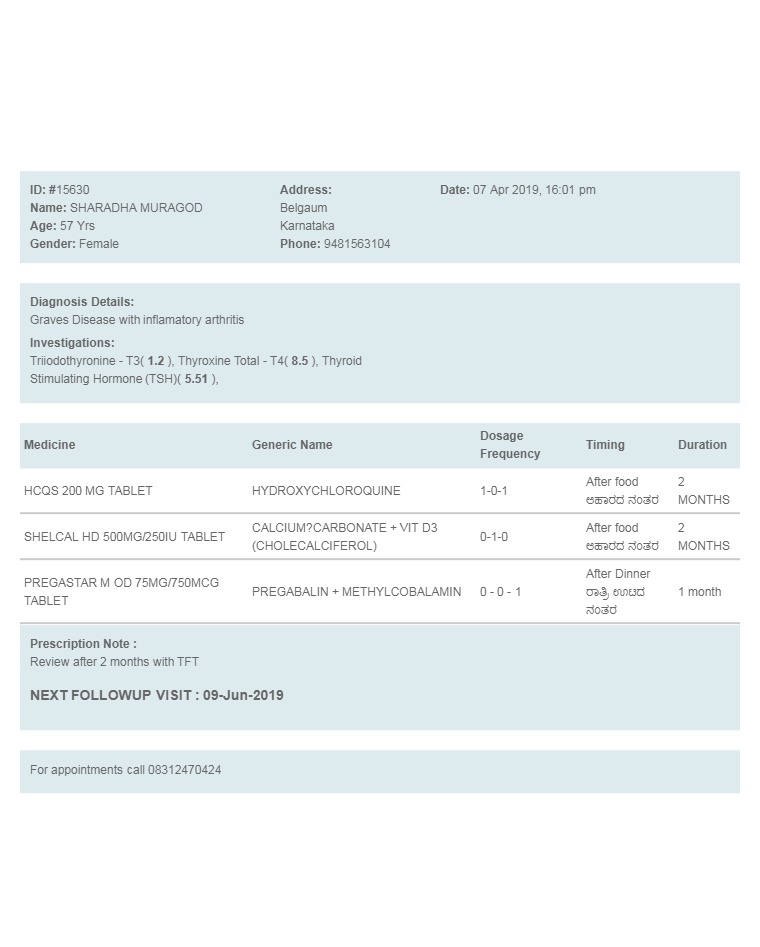 ID: #15630
Name: SHARADHA MURAGOD
Age: 57 Yrs
Gender: Female
Address:
Belgaum
Karnataka
Phone: 9481563104
Date: 07 Apr 2019, 16:01 pm
Diagnosis Details:
Graves Disease with inflamatory arthritis
Investigations:
Triiodothyronine - T3( 1.2 ), Thyroxine Total - T4( 8.5 ), Thyroid
Stimulating Hormone (TSH)( 5.51 ),
Medicine Generic Name Dosage Frequency Timing Duration
HCQS 200 MG TABLET HYDROXYCHLOROQUINE 1-0-1 After food ಆಹಾರದ ನಂತರ 2 MONTHS
SHELCAL HD 500MG/250IU TABLET CALCIUM?CARBONATE + VIT D3 (CHOLECALCIFEROL) 0-1-0 After food ಆಹಾರದ ನಂತರ 2 MONTHS
PREGASTAR M OD 75MG/750MCG TABLET PREGABALIN + METHYLCOBALAMIN 0 - 0 - 1 After Dinner ರಾತ್ರಿ ಊಟದ ನಂತರ 1 month
Prescription Note :
Review after 2 months with TFT
NEXT FOLLOWUP VISIT : 09-Jun-2019
For appointments call 08312470424